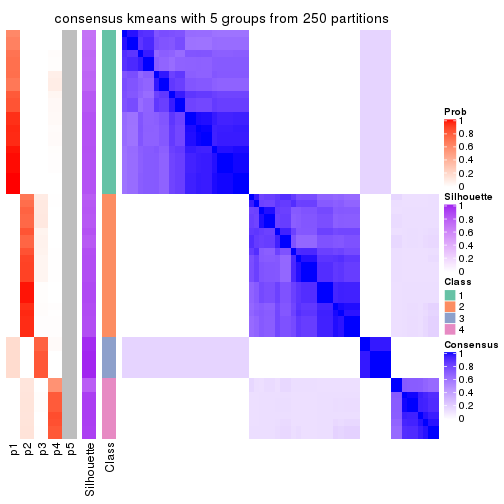 consensus kmeans with 5 groups from 250 partitions
Prob
1
0.8
0.6
0.4
0.2
0
Silhouette
1
0.8
0.6
0.4
0.2
0
Class
1
2
3
4
Consensus
1
0.8
0.6
0.4
0.2
0
p1
p2
p3
p4
p5
Silhouette
Class